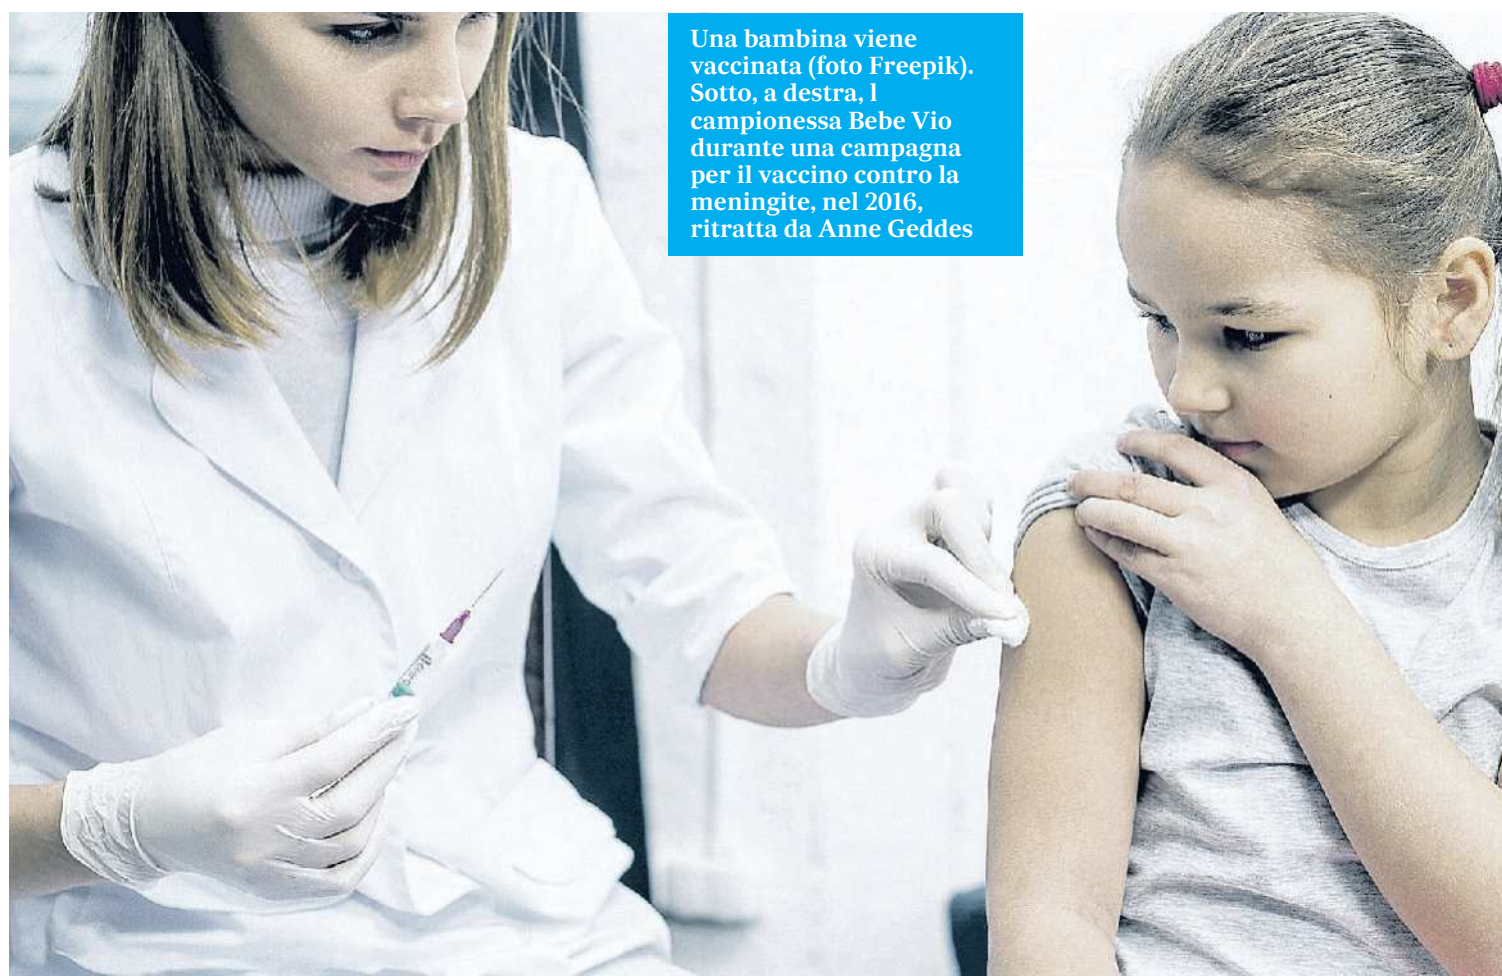 Una bambina viene
vaccinata (foto Freepik).
Sotto, a destra, l
campionessa Bebe Vio
durante una campagna
per il vaccino contro la
meningite, nel 2016,
ritratta da Anne Geddes